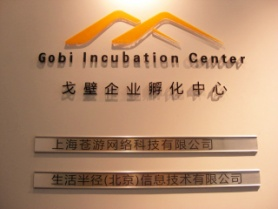 Gobi Incubation Center
戈壁企业孵化中心
上海苍游网络科技有限公司
生活半径(北京)信息技术有限公司